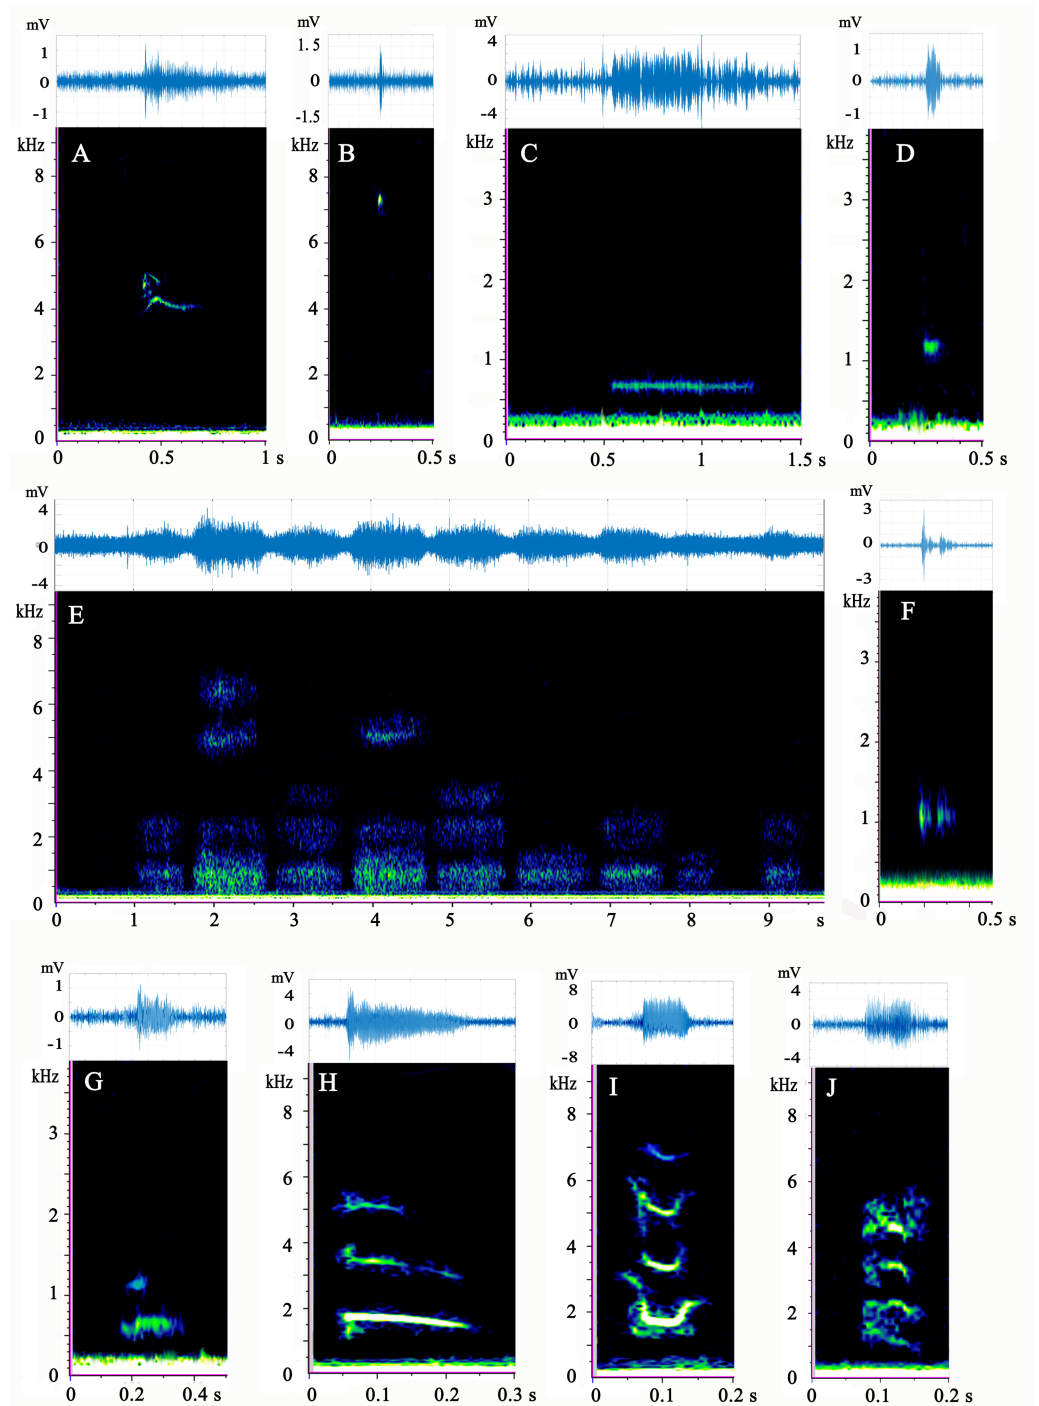 mV mV mV mV
1 1.5 4 1
0 0 0 0
-1 -1.5 -4 -1
kHz kHz kHz kHz
A B C D
8 8 3 3
6 6 2 2
4 4 1 1
2 2
0 0 0 0
0 0.5 1 s 0 0.5 s 0 0.5 1 1.5 s 0 0.5 s
mV mV
4 3
0 0
-4 -3
kHz kHz
E F
8 3
6 2
4 1
2
0 0
0 1 2 3 4 5 6 7 8 9 s 0 0.5 s
mV mV mV mV
1 4 8 4
0 0 0 0
-1 -4 -8 -4
kHz kHz kHz kHz
G H I J
3 8 8 8
2 6 6 6
1 4 4 4
2 2 2
0 0 0 0
0 0.2 0.4 s 0 0.1 0.2 0.3 s 0 0.1 0.2 s 0 0.1 0.2 s